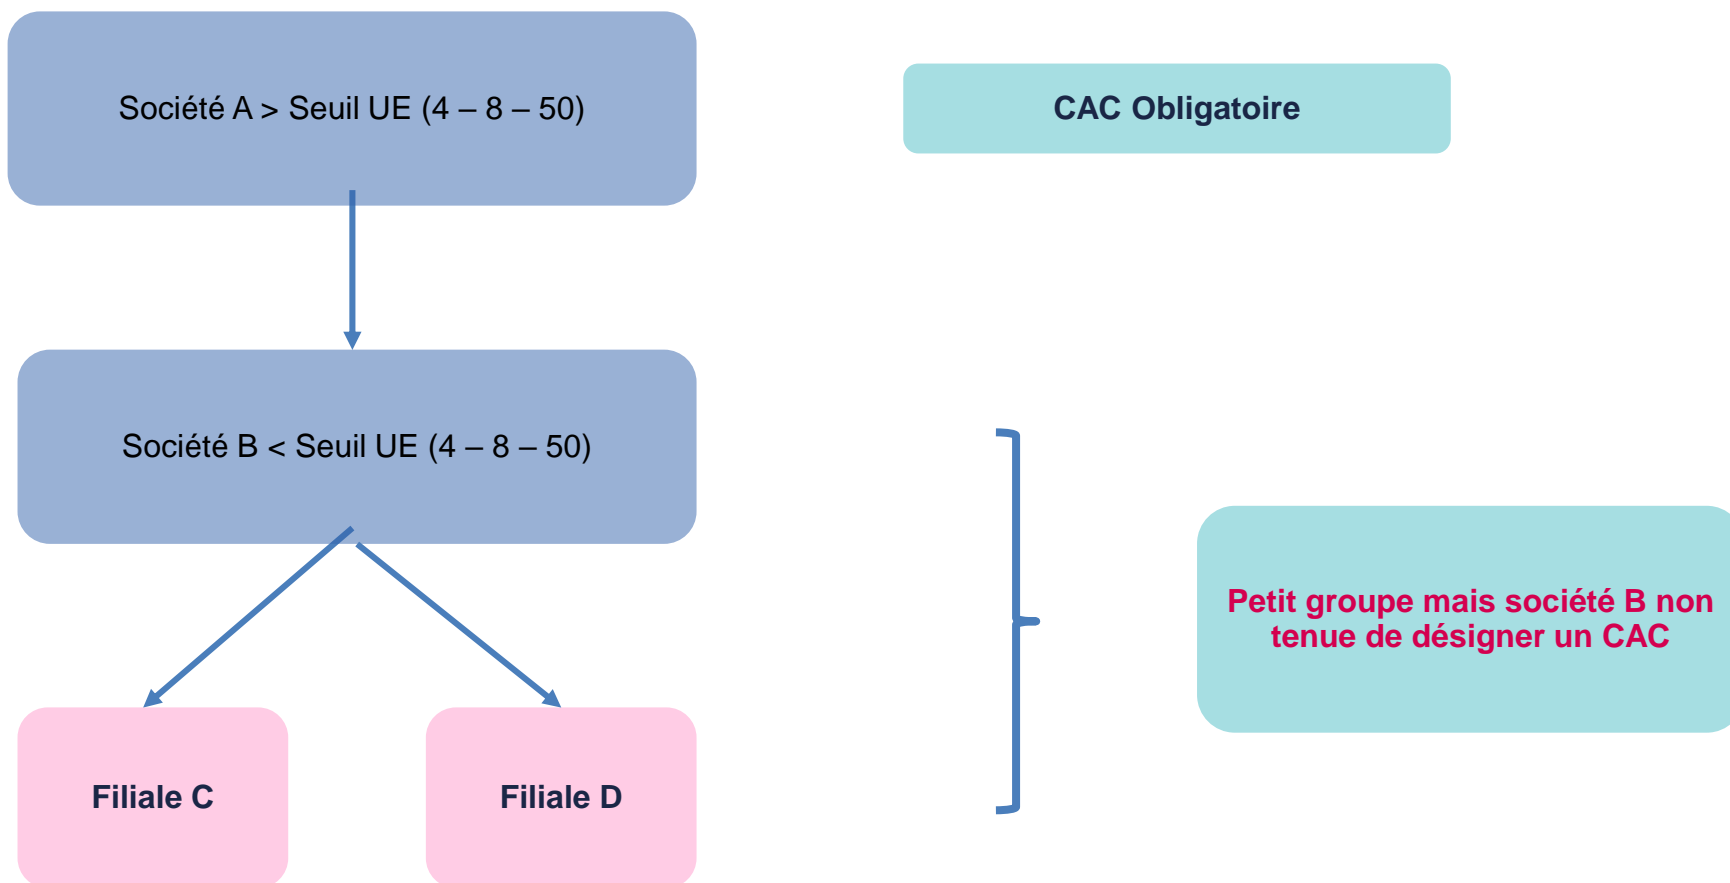 Société A > Seuil UE (4 – 8 – 50)
CAC Obligatoire
Société B < Seuil UE (4 – 8 – 50)
Petit groupe mais société B non
tenue de désigner un CAC
Filiale C
Filiale D